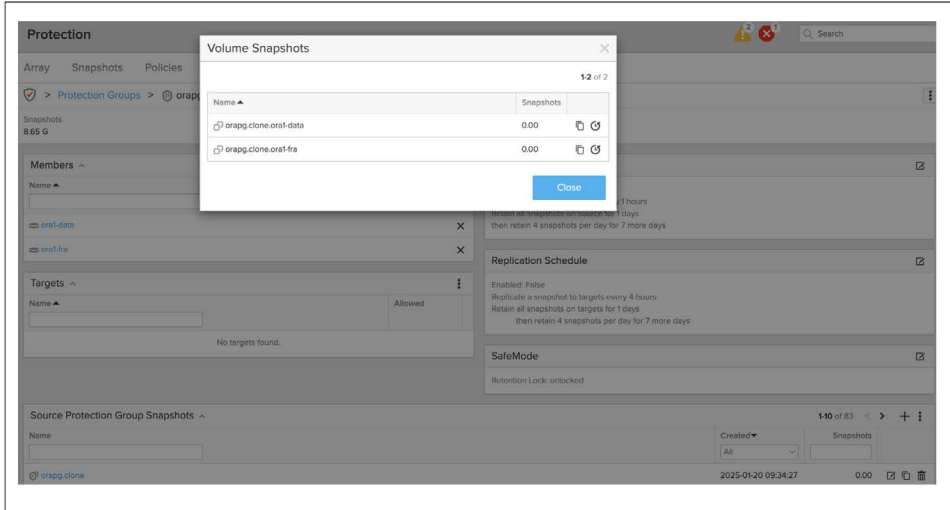 Protection
2
1
Search
Array Snapshots Policies
> Protection Groups >
Snapshots
8.65 G
Volume Snapshots
1-2 of 2
Name Snapshots
orapg.clone.ora1-data 0.00
orapg.clone.ora1-fra 0.00
Close
Members
Name
ora1-data
ora1-fra
1 hours
Retain all snapshots on source for 1 days
then retain 4 snapshots per day for 7 more days
Targets
Name Allowed
No targets found.
Replication Schedule
Enabled: False
Replicate a snapshot to targets every 4 hours
Retain all snapshots on targets for 1 days
then retain 4 snapshots per day for 7 more days
SafeMode
Retention Lock: unlocked
Source Protection Group Snapshots
1-10 of 83
Name Created Snapshots
All
orapg.clone 2025-01-20 09:34:27 0.00